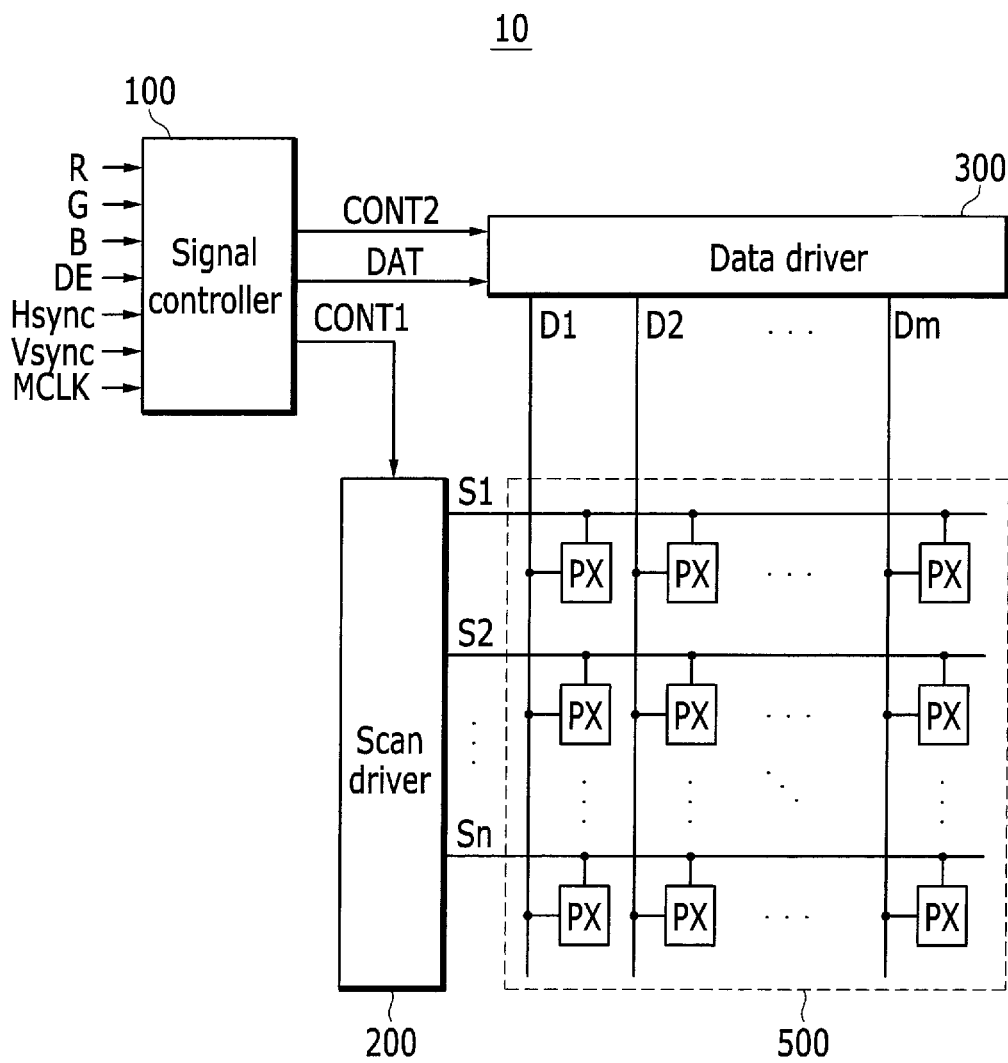 10
100
R
G
B
DE
Hsync
Vsync
MCLK
Signal
controller
CONT2
DAT
CONT1
300
Data driver
D1 D2 . . . Dm
S1
PX PX . . . PX
S2
PX PX . . . PX
Scan
driver
Sn
PX PX . . . PX
200
500